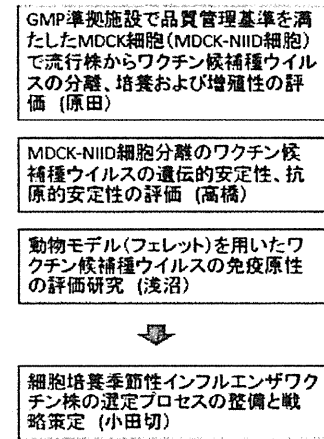 GMP準拠施設で品質管理基準を満
たしたMDCK細胞（MDCK-NIID細胞）
で流行株からワクチン候補種ウイル
スの分離、培養および増殖性の評
価 （原田）
MDCK-NIID細胞分離のワクチン候
補種ウイルスの遺伝的安定性、抗
原的安定性の評価 （高橋）
動物モデル（フェレット）を用いたワ
クチン候補種ウイルスの免疫原性
の評価研究 （浅沼）
細胞培養季節性インフルエンザワク
チン株の選定プロセスの整備と戦
略策定 （小田切）